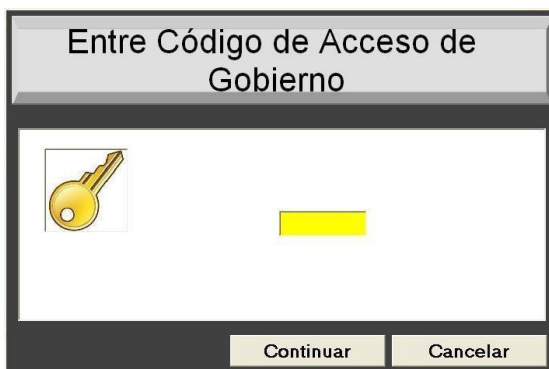 Entre Código de Acceso de
Gobierno
Continuar
Cancelar